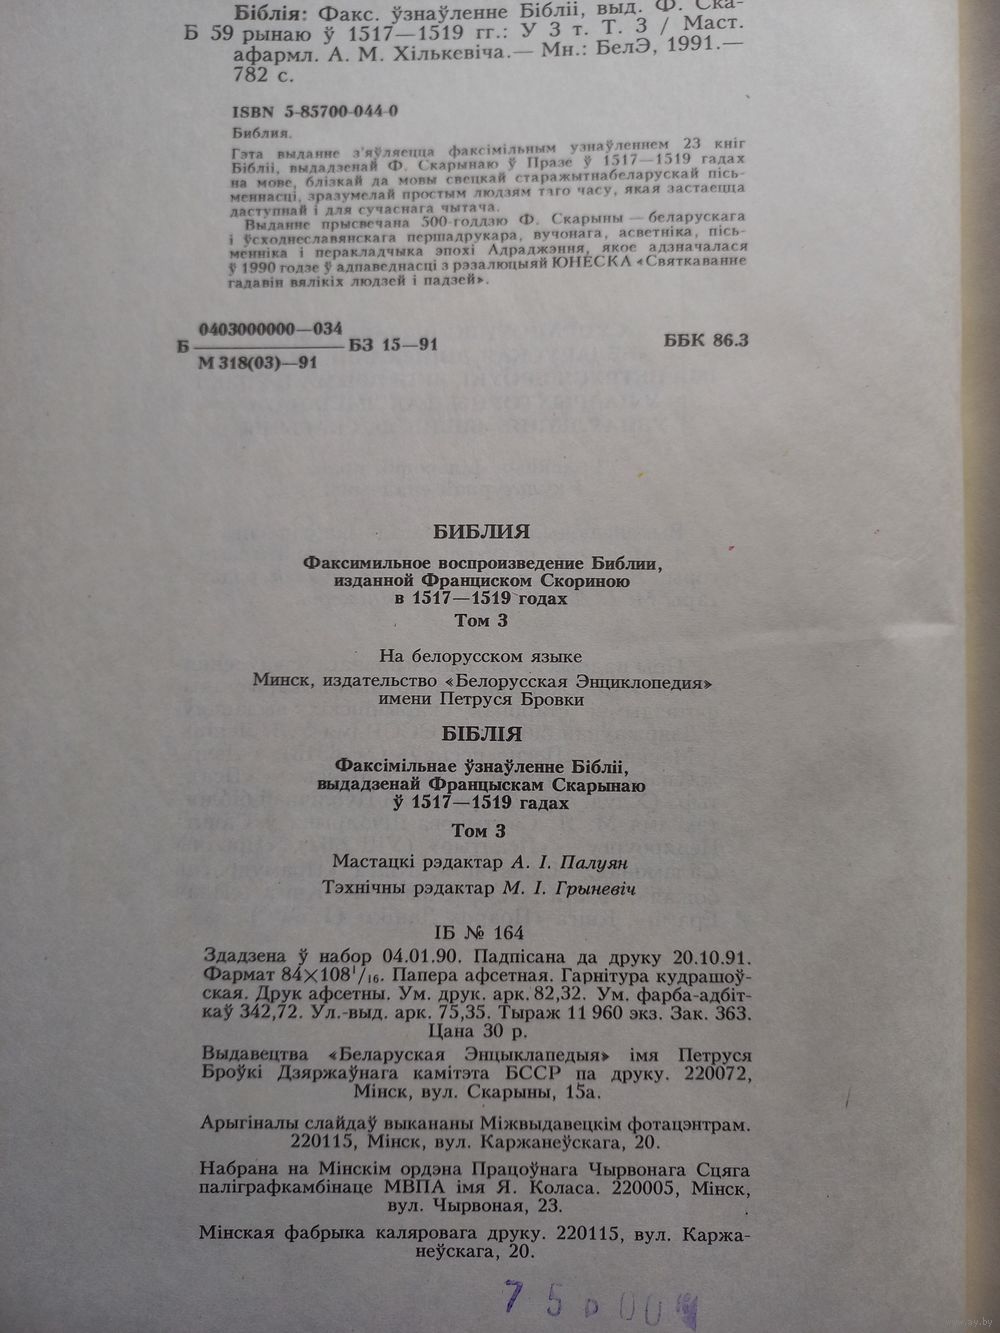 Біблія: Факс. ўзнаўленне Бібліі, выд. Ф. Ска-
Б 59 рынаю ў 1517—1519 гг.: У 3 т. Т. 3 / Маст.
афармл. А. М. Хількевіча.— Мн.: БелЭ, 1991.—
782 с.
ISBN 5-85700-044-0
Библия.
Гэта выданне з'яўляецца факсімільным узнаўленнем 23 кніг
Бібліі, выдадзенай Ф. Скарынаю ў Празе ў 1517—1519 гадах
на мове, блізкай да мовы свецкай старажытнабеларускай пісь-
меннасці, зразумелай простым людзям таго часу, якая застаецца
даступнай і для сучаснага чытача.
Выданне прысвечана 500-годдзю Ф. Скарыны — беларускага
і ўсходнеславянскага першадрукара, вучонага, асветніка, пісь-
менніка і перакладчыка эпохі Адраджэння, якое адзначалася
ў 1990 годзе ў адпаведнасці з рэзалюцыяй ЮНЕСКА «Святкаванне
гадавін вялікіх людзей і падзей».
Б 0403000000—034 БЗ 15—91
М 318(03)—91
ББК 86.3
БИБЛИЯ
Факсимильное воспроизведение Библии,
изданной Франциском Скориною
в 1517—1519 годах
Том 3
На белорусском языке
Минск, издательство «Белорусская Энциклопедия»
имени Петруся Бровки
БІБЛІЯ
Факсімільнае ўзнаўленне Бібліі,
выдадзенай Францыскам Скарынаю
ў 1517—1519 гадах
Том 3
Мастацкі рэдактар А. І. Палуян
Тэхнічны рэдактар М. І. Грыневіч
ІБ № 164
Здадзена ў набор 04.01.90. Падпісана да друку 20.10.91.
Фармат 84×108 1/16. Папера афсетная. Гарнітура кудрашоў-
ская. Друк афсетны. Ум. друк. арк. 82,32. Ум. фарба-адбіт-
каў 342,72. Ул.-выд. арк. 75,35. Тыраж 11 960 экз. Зак. 363.
Цана 30 р.
Выдавецтва «Беларуская Энцыклапедыя» імя Петруся
Броўкі Дзяржаўнага камітэта БССР па друку. 220072,
Мінск, вул. Скарыны, 15а.
Арыгіналы слайдаў выкананы Міжвыдавецкім фотацэнтрам.
220115, Мінск, вул. Каржанеўскага, 20.
Набрана на Мінскім ордэна Працоўнага Чырвонага Сцяга
паліграфкамбінаце МВПА імя Я. Коласа. 220005, Мінск,
вул. Чырвоная, 23.
Мінская фабрыка каляровага друку. 220115, вул. Каржа-
неўскага, 20.
www.ay.by